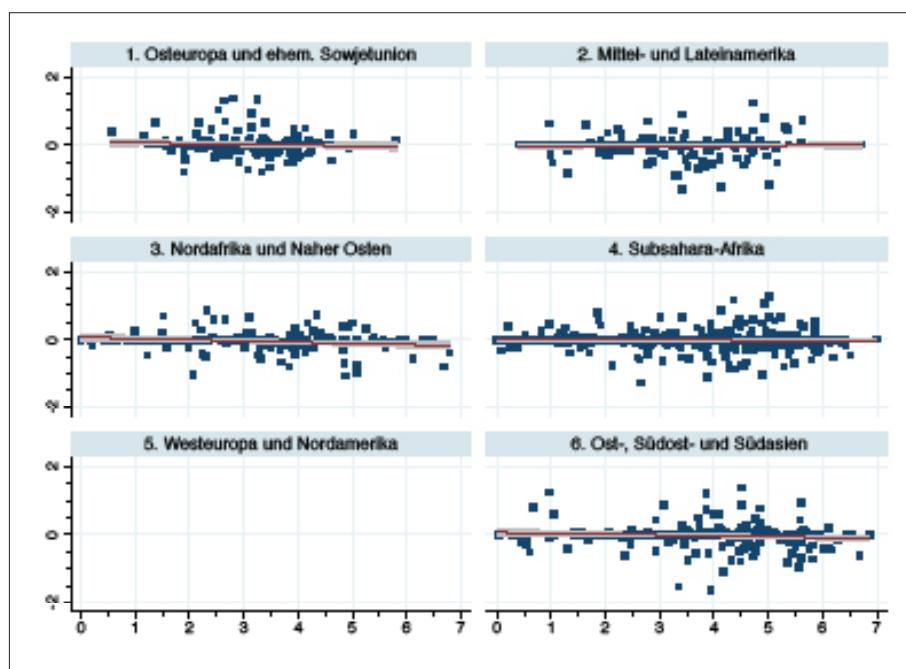 1. Osteuropa und ehem. Sowjetunion
2. Mittel- und Lateinamerika
2
0
-2
3. Nordafrika und Naher Osten
4. Subsahara-Afrika
2
0
-2
5. Westeuropa und Nordamerika
6. Ost-, Südost- und Südasien
2
0
-2
0 1 2 3 4 5 6 7
0 1 2 3 4 5 6 7